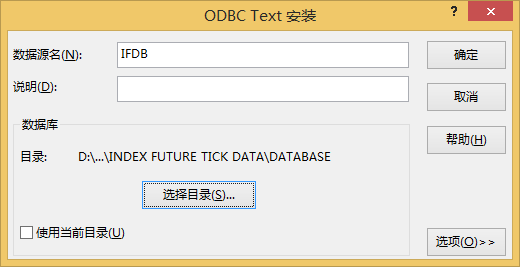 ODBC Text 安装
? ×
数据源名(N): IFDB 确定
说明(D): 取消
数据库
帮助(H)
目录: D:\...\INDEX FUTURE TICK DATA\DATABASE
选择目录(S)...
使用当前目录(U)
选项(O)>>